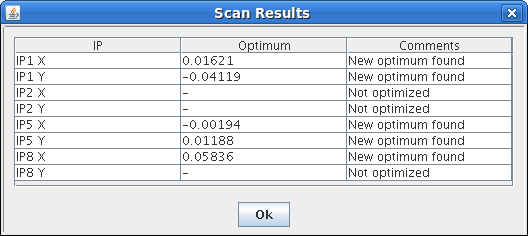 Scan Results
IP Optimum Comments
IP1 X 0.01621 New optimum found
IP1 Y -0.04119 New optimum found
IP2 X - Not optimized
IP2 Y - Not optimized
IP5 X -0.00194 New optimum found
IP5 Y 0.01188 New optimum found
IP8 X 0.05836 New optimum found
IP8 Y - Not optimized
Ok